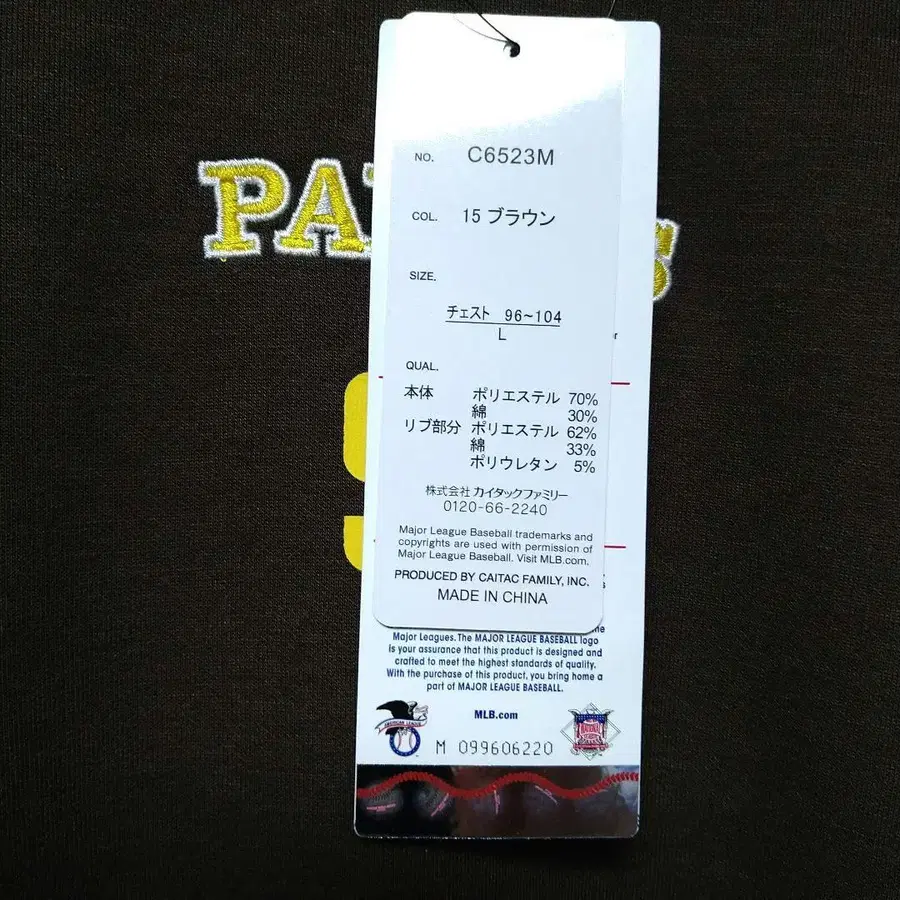 PA
S
NO. C6523M
COL. 15 ブラウン
SIZE.
チェスト 96~104
L
QUAL.
本体 ポリエステル 70%
綿 30%
リブ部分 ポリエステル 62%
綿 33%
ポリウレタン 5%
株式会社 カイタックファミリー
0120-66-2240
Major League Baseball trademarks and
copyrights are used with permission of
Major League Baseball. Visit MLB.com.
PRODUCED BY CAITAC FAMILY, INC.
MADE IN CHINA
Major Leagues. The MAJOR LEAGUE BASEBALL logo
is your assurance that this product is designed and
crafted to meet the highest standards of quality.
With the purchase of this product, you bring home a
part of MAJOR LEAGUE BASEBALL.
MLB.com
AMERICAN LEAGUE
NATIONAL LEAGUE
M 099606220